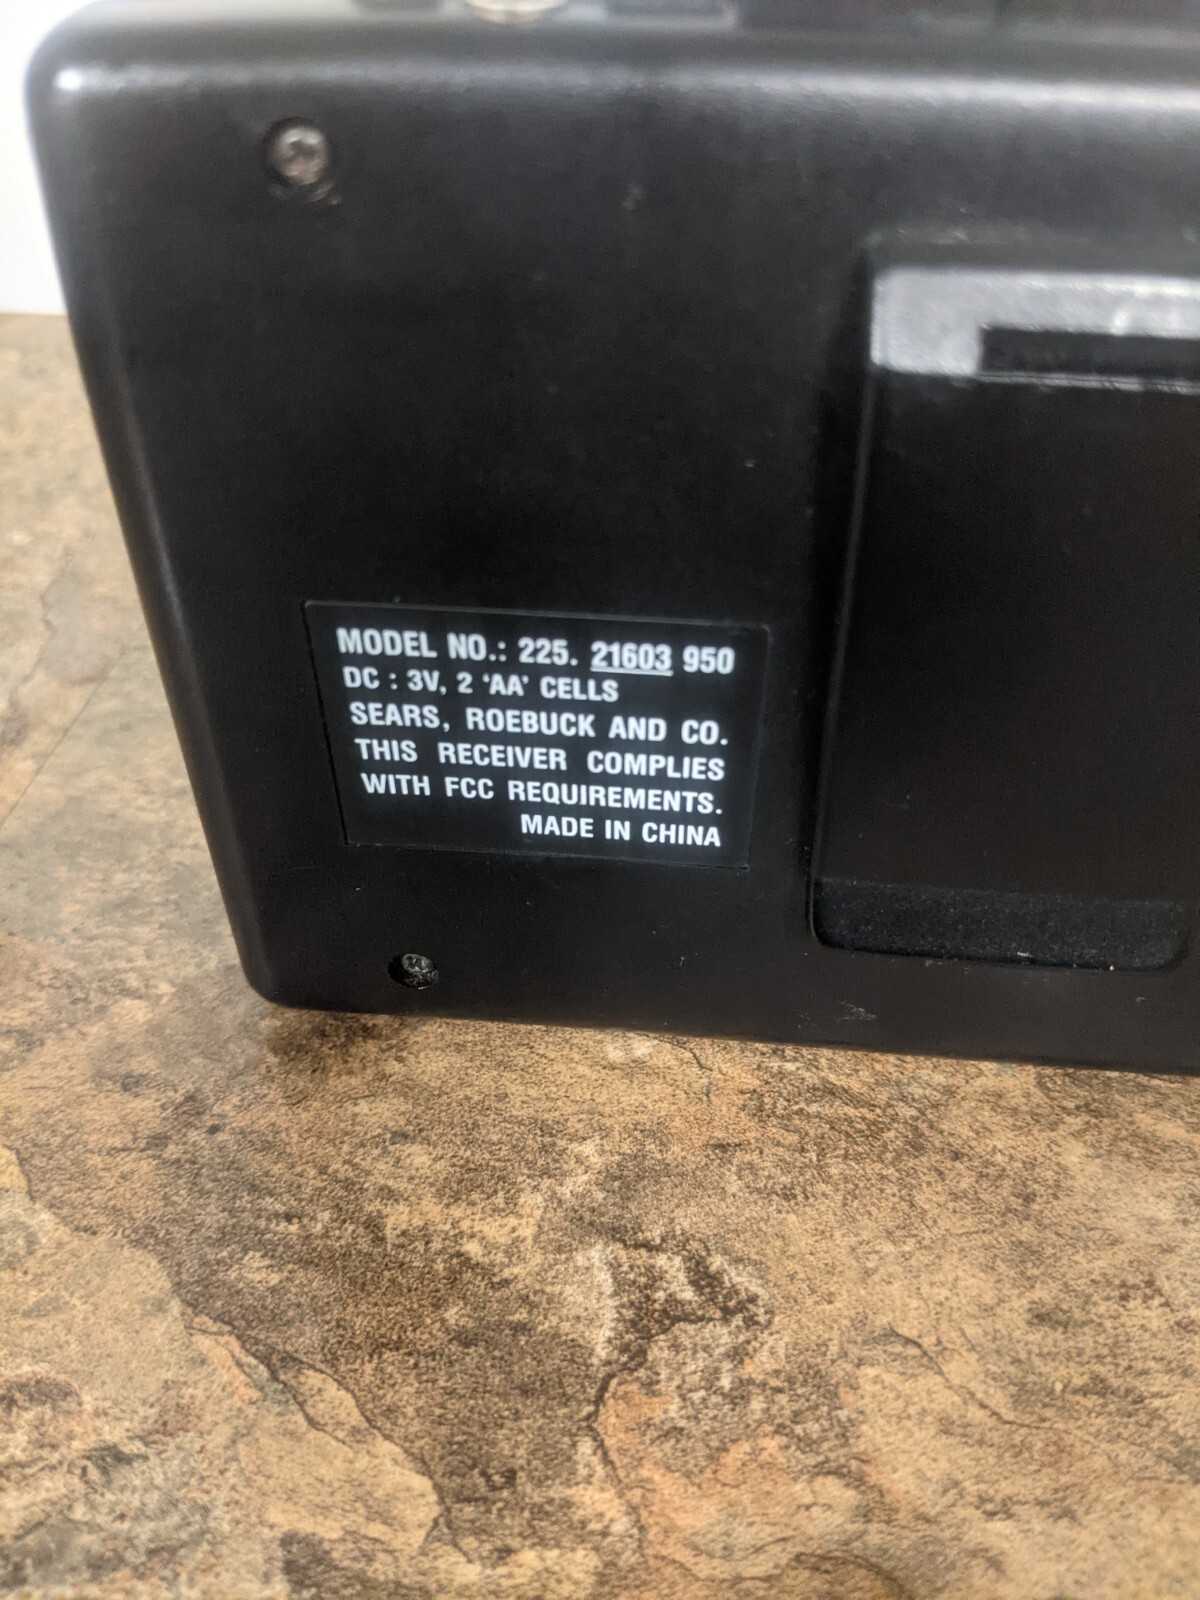 MODEL NO.: 225. 21603 950
DC : 3V, 2 'AA' CELLS
SEARS, ROEBUCK AND CO.
THIS RECEIVER COMPLIES
WITH FCC REQUIREMENTS.
MADE IN CHINA